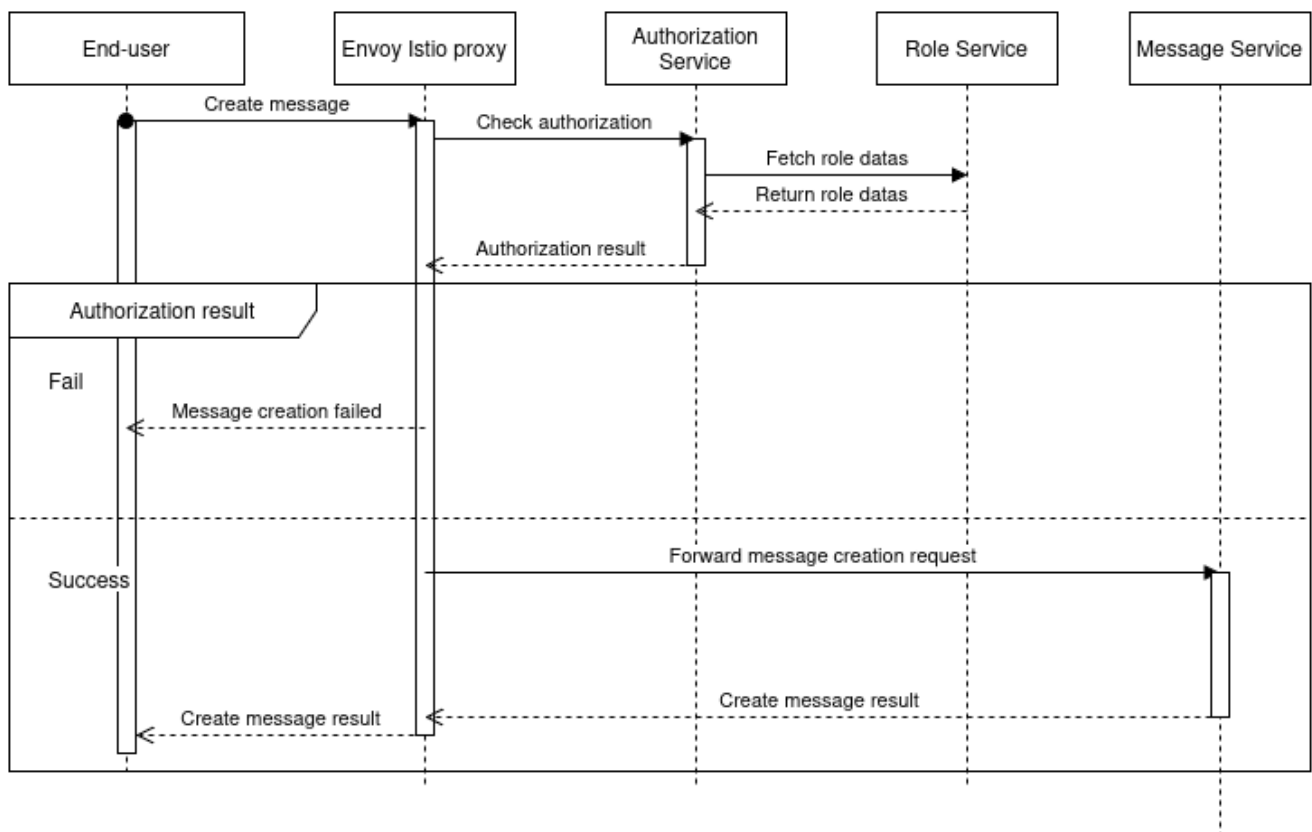 End-user
Envoy Istio proxy
Authorization
Service
Role Service
Message Service
Create message
Check authorization
Fetch role datas
Return role datas
Authorization result
Authorization result
Fail
Message creation failed
Forward message creation request
Success
Create message result
Create message result